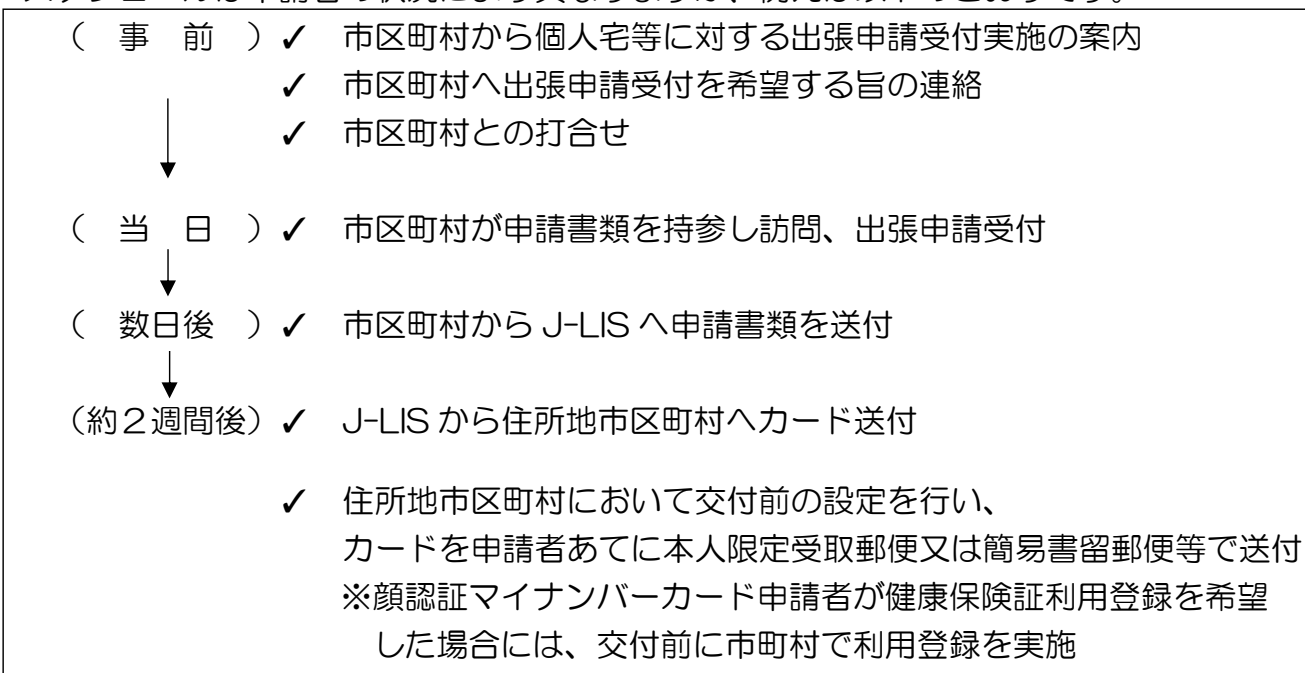 （　事　前　）✓　市区町村から個人宅等に対する出張申請受付実施の案内
✓　市区町村へ出張申請受付を希望する旨の連絡
✓　市区町村との打合せ
（　当　日　）✓　市区町村が申請書類を持参し訪問、出張申請受付
（　数日後　）✓　市区町村からJ-LISへ申請書類を送付
（約２週間後）✓　J-LISから住所地市区町村へカード送付
✓　住所地市区町村において交付前の設定を行い、
カードを申請者あてに本人限定受取郵便又は簡易書留郵便等で送付
※顔認証マイナンバーカード申請者が健康保険証利用登録を希望
した場合には、交付前に市町村で利用登録を実施